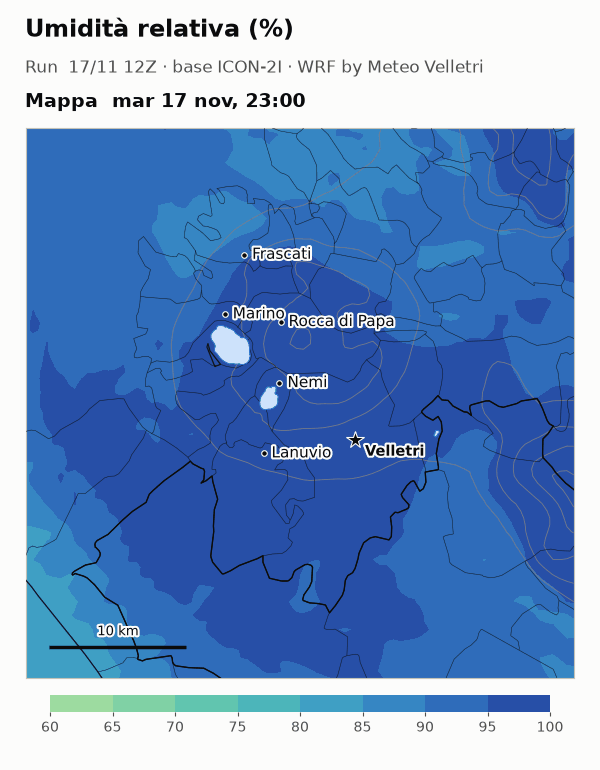 Umidità relativa (%)
Run  17/11 12Z · base ICON-2I · WRF by Meteo Velletri
Mappa  mar 17 nov, 23:00
Frascati
Marino
Rocca di Papa
Nemi
Velletri
Lanuvio
10 km
60 65 70 75 80 85 90 95 100